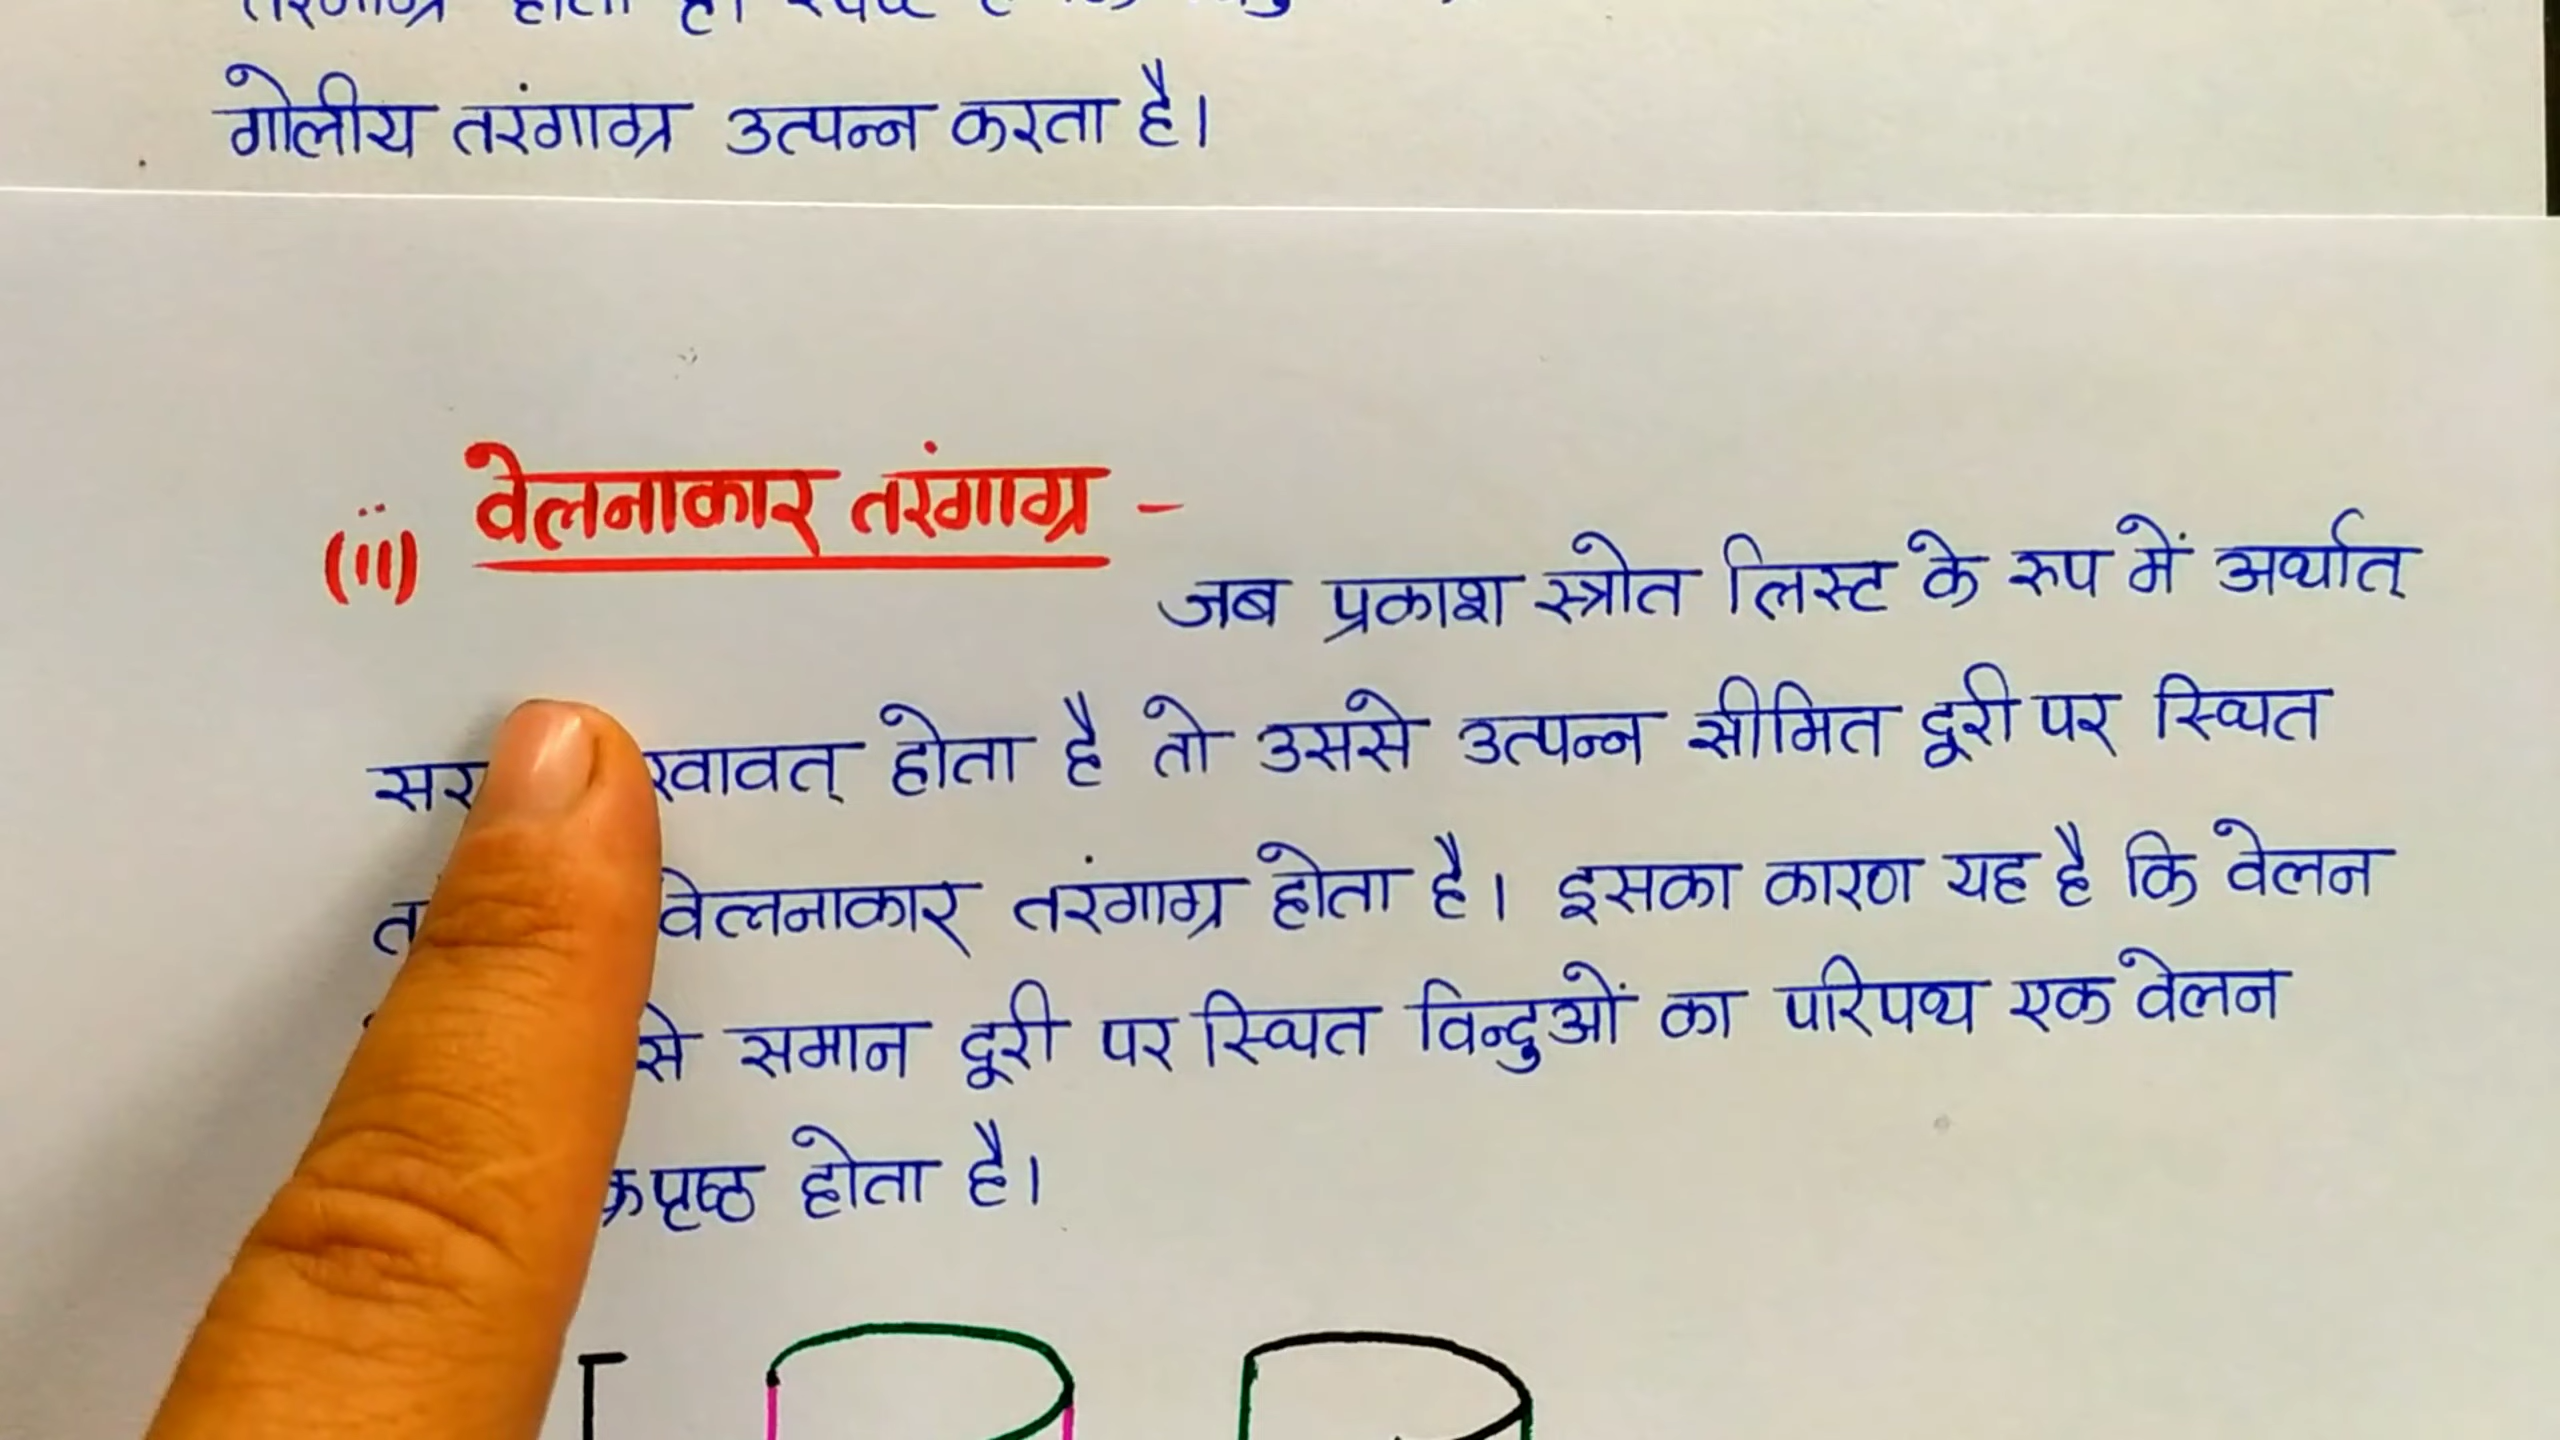 गोलीय तरंगाग्र उत्पन्न करता है।
(ii) वेलनाकार तरंगाग्र -
जब प्रकाश स्त्रोत लिस्ट के रूप में अर्थात्
होता है तो उससे उत्पन्न सीमित दूरी पर स्थित
वेलनाकार तरंगाग्र होता है। इसका कारण यह है कि वेलन
से समान दूरी पर स्थित विन्दुओं का परिपथ एक वेलन
होता है।